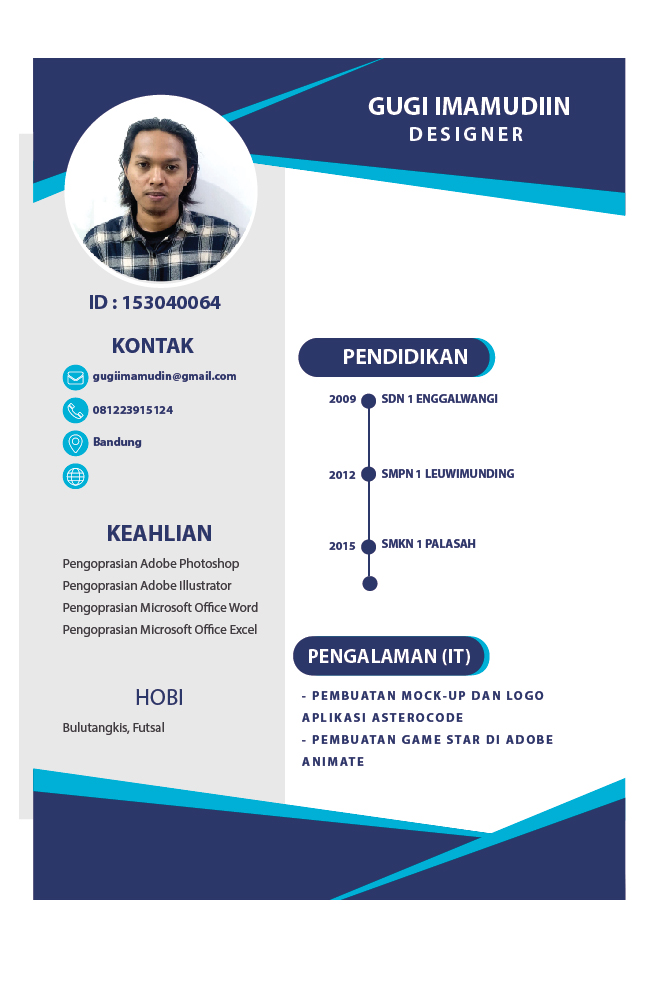 GUGI IMAMUDIIN
DESIGNER
ID : 153040064
KONTAK
gugiimamudin@gmail.com
081223915124
Bandung
KEAHLIAN
Pengoprasian Adobe Photoshop
Pengoprasian Adobe Illustrator
Pengoprasian Microsoft Office Word
Pengoprasian Microsoft Office Excel
HOBI
Bulutangkis, Futsal
PENDIDIKAN
2009 SDN 1 ENGGALWANGI
2012 SMPN 1 LEUWIMUNDING
2015 SMKN 1 PALASAH
PENGALAMAN (IT)
- PEMBUATAN MOCK-UP DAN LOGO
APLIKASI ASTEROCODE
- PEMBUATAN GAME STAR DI ADOBE
ANIMATE